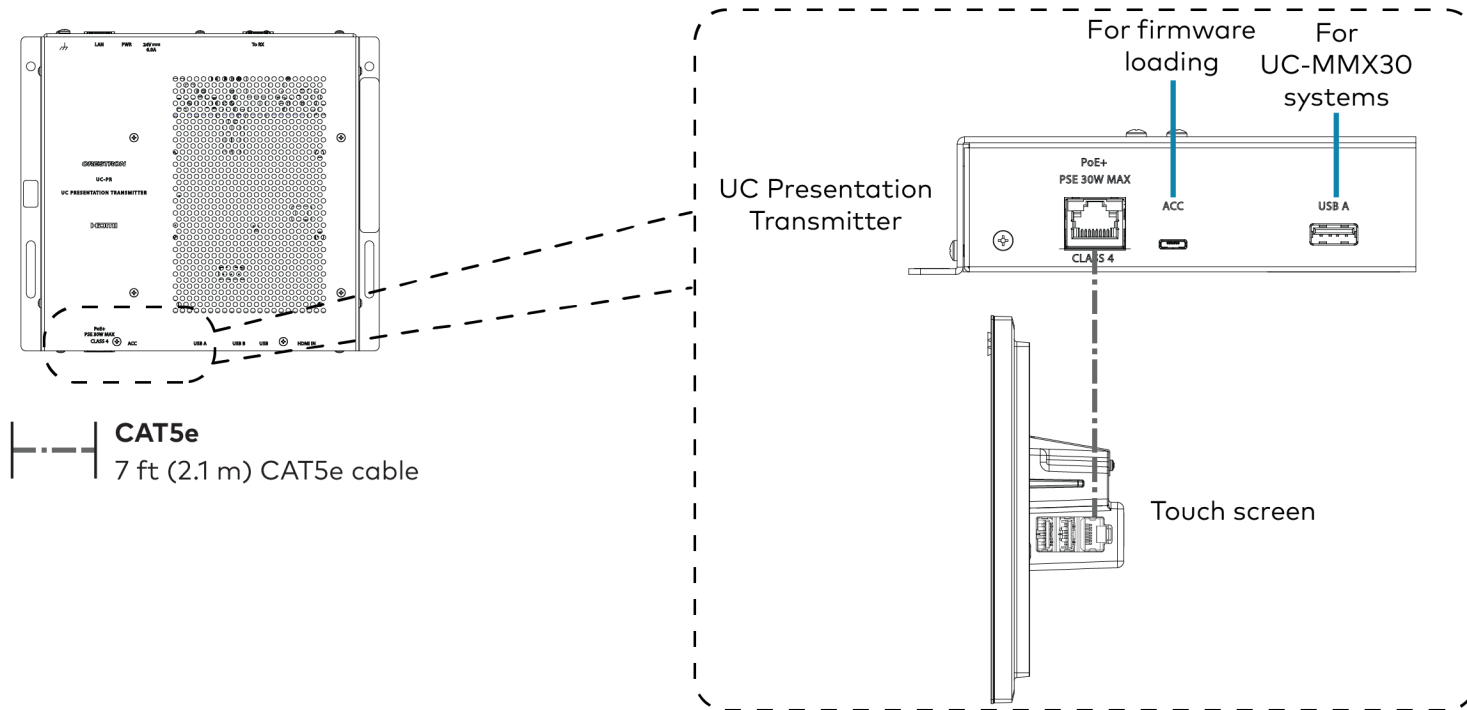 LAN PWR 24V⎓ To RX
6.0A
CRESTRON
UC-PR
UC PRESENTATION TRANSMITTER
HDMI
PoE+
PSE 30W MAX
CLASS 4 ACC USB A USB B USB HDMI IN
CAT5e
7 ft (2.1 m) CAT5e cable
For firmware
loading
For
UC-MMX30
systems
UC Presentation
Transmitter
PoE+
PSE 30W MAX
ACC
USB A
CLASS 4
Touch screen